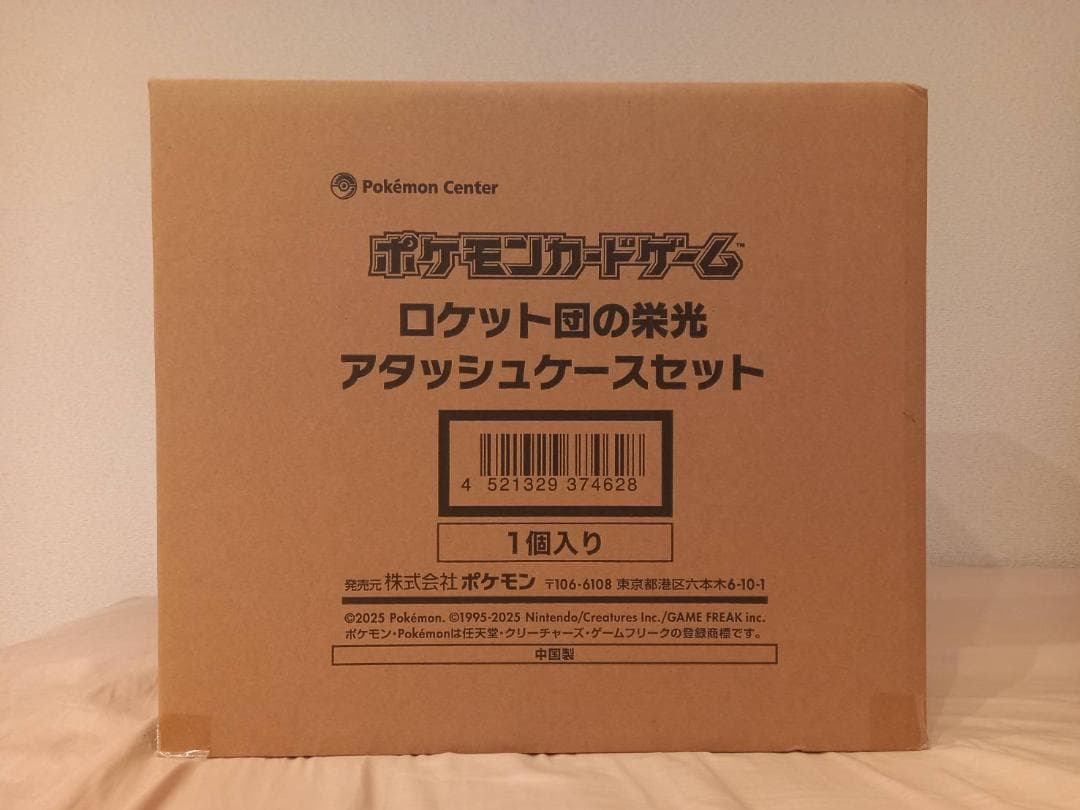 Pokémon Center
ポケモンカードゲーム™
ロケット団の栄光
アタッシュケースセット
4 521329 374628
1個入り
発売元 株式会社 ポケモン 〒106-6108 東京都港区六本木6-10-1
©2025 Pokémon. ©1995-2025 Nintendo/Creatures Inc./GAME FREAK inc.
ポケモン・Pokémonは任天堂・クリーチャーズ・ゲームフリークの登録商標です。
中国製